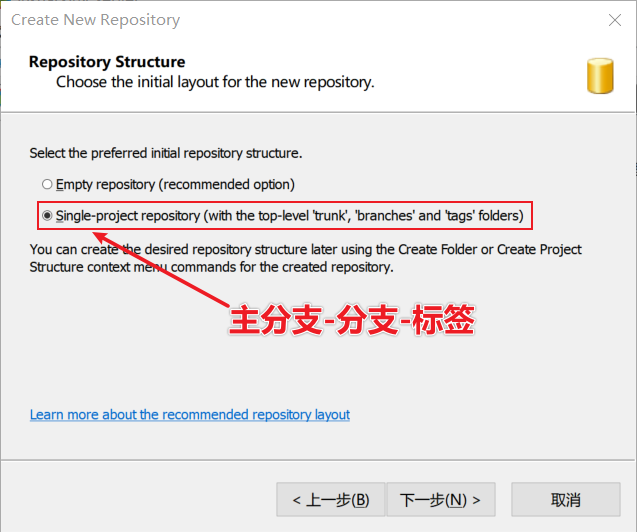 Create New Repository
Repository Structure
Choose the initial layout for the new repository.
Select the preferred initial repository structure.
Empty repository (recommended option)
Single-project repository (with the top-level 'trunk', 'branches' and 'tags' folders)
You can create the desired repository structure later using the Create Folder or Create Project
Structure context menu commands for the created repository.
主分支-分支-标签
Learn more about the recommended repository layout
< 上一步(B)
下一步(N) >
取消